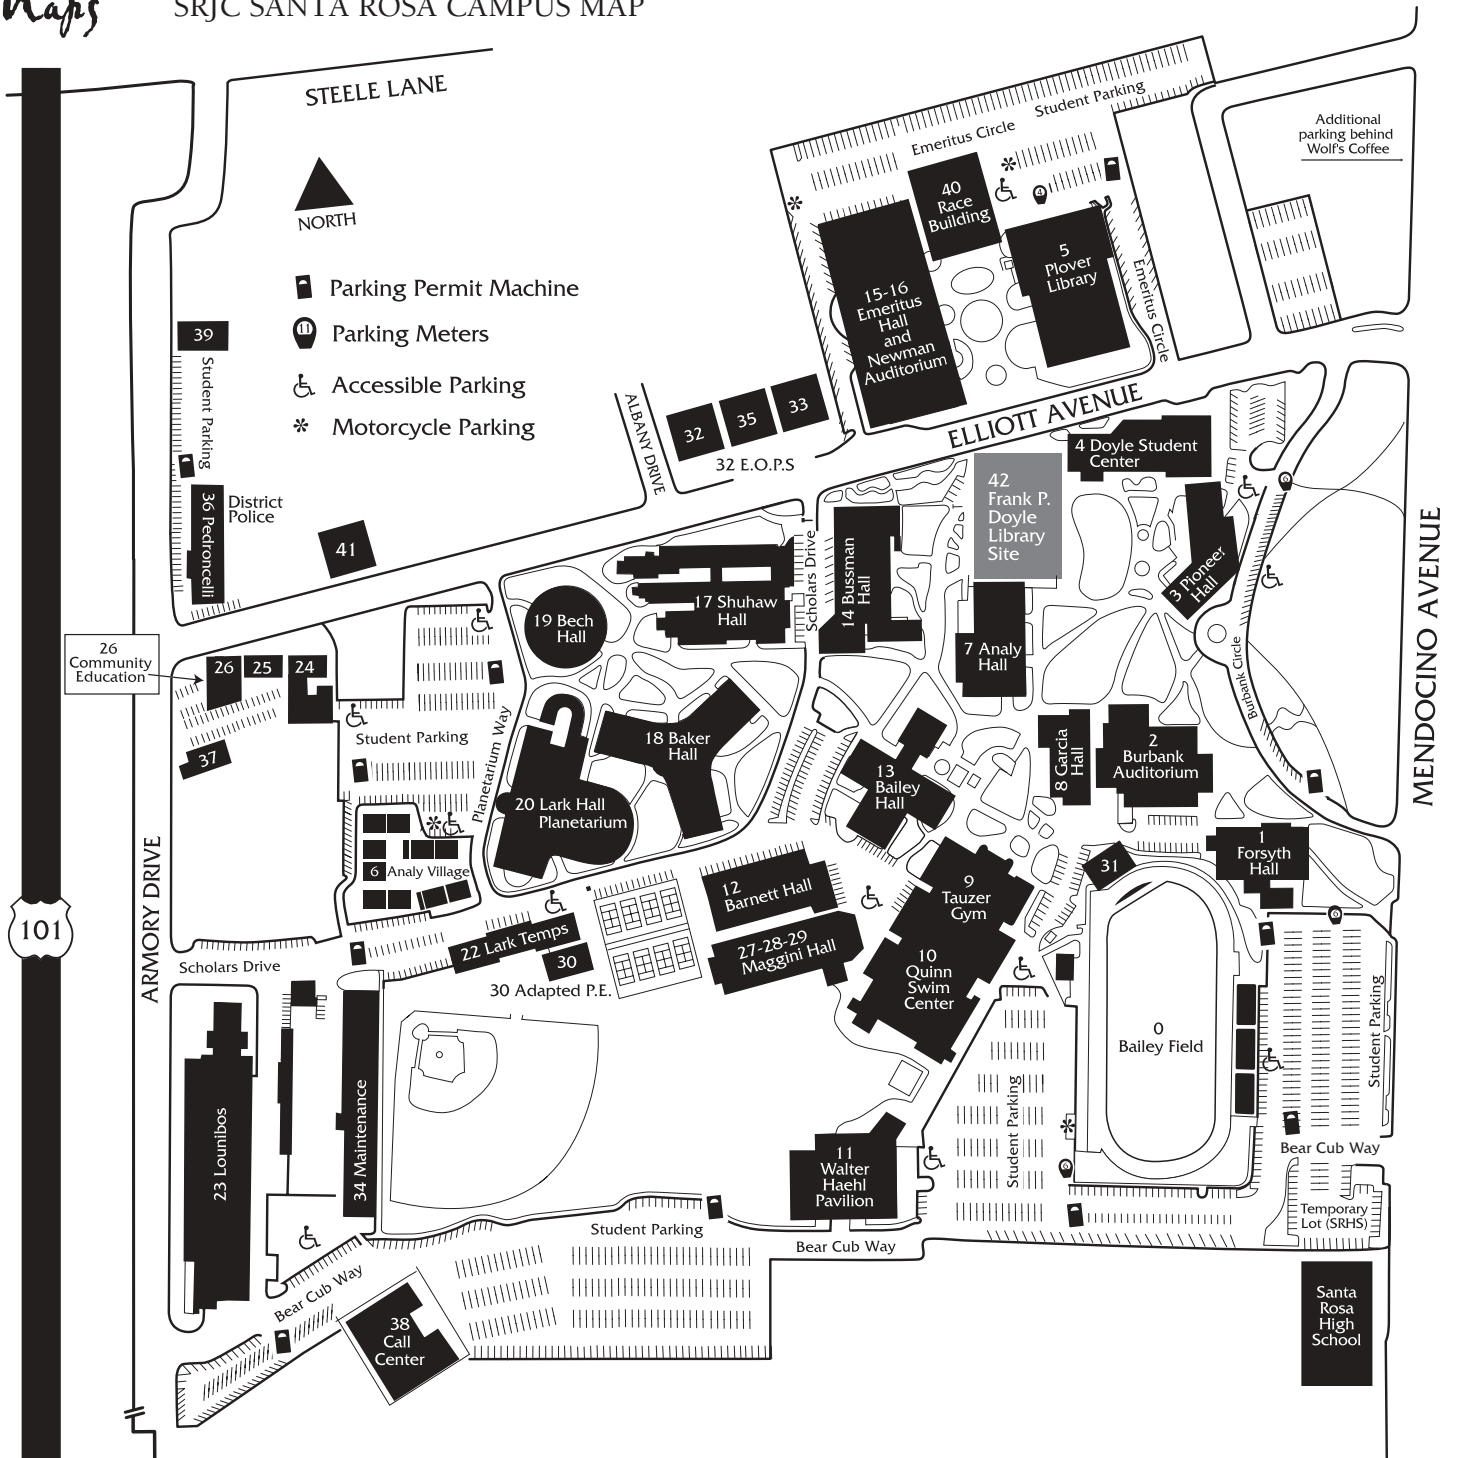 Maps
SRJC SANTA ROSA CAMPUS MAP
STEELE LANE
NORTH
Parking Permit Machine
11
Parking Meters
Accessible Parking
Motorcycle Parking
Student Parking
Emeritus Circle
Additional
parking behind
Wolf's Coffee
40
Race
Building
4
5
Plover
Library
15-16
Emeritus
Hall
and
Newman
Auditorium
Emeritus Circle
39
Student Parking
36 Pedroncelli
District
Police
41
ALBANY DRIVE
32
35
33
32 E.O.P.S
ELLIOTT AVENUE
4 Doyle Student
Center
42
Frank P.
Doyle
Library
Site
3 Pioneer
Hall
MENDOCINO AVENUE
Burbank Circle
Scholars Drive
14 Bussman
Hall
17 Shuhaw
Hall
19 Bech
Hall
7 Analy
Hall
26
Community
Education
26
25
24
37
Student Parking
Planetarium Way
18 Baker
Hall
20 Lark Hall
Planetarium
13
Bailey
Hall
8 Garcia
Hall
2
Burbank
Auditorium
1
Forsyth
Hall
31
6
Analy Village
ARMORY DRIVE
101
Scholars Drive
22 Lark Temps
30
30 Adapted P.E.
12
Barnett Hall
27-28-29
Maggini Hall
9
Tauzer
Gym
10
Quinn
Swim
Center
0
Bailey Field
Student Parking
Student Parking
23 Lounibos
34 Maintenance
11
Walter
Haehl
Pavilion
Bear Cub Way
Temporary
Lot (SRHS)
Student Parking
Bear Cub Way
Bear Cub Way
38
Call
Center
Santa
Rosa
High
School